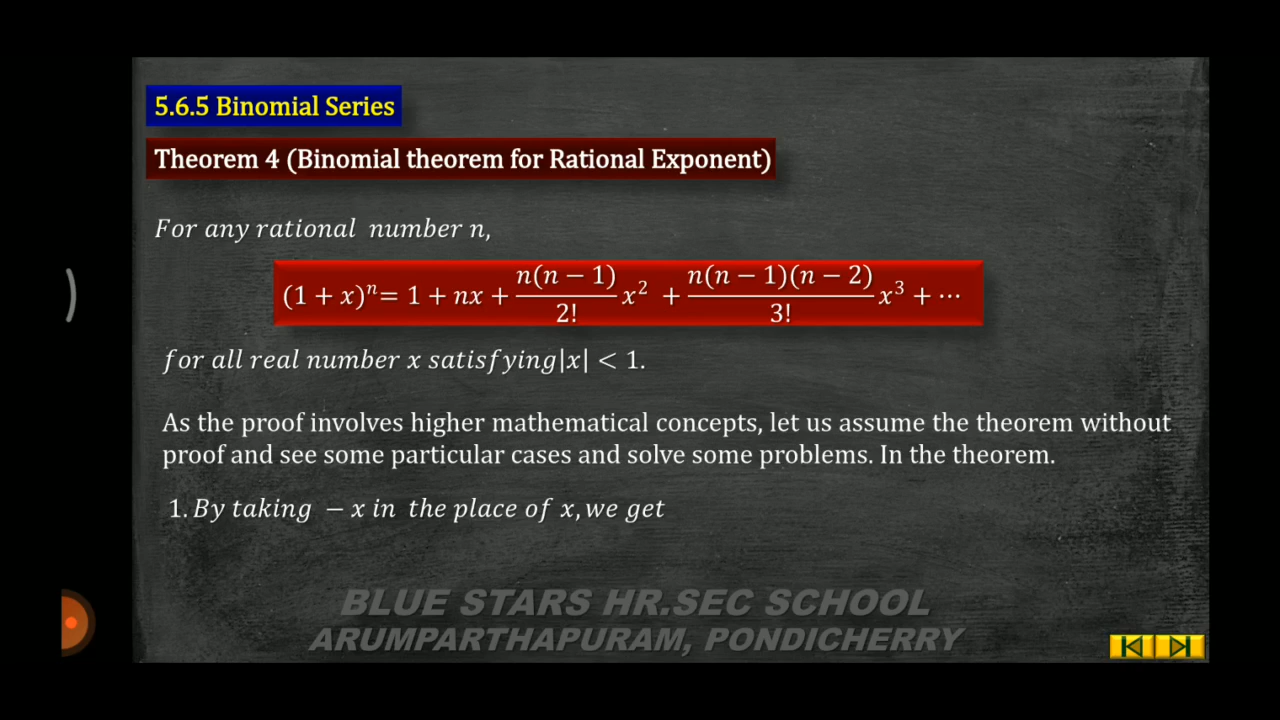 5.6.5 Binomial Series
Theorem 4 (Binomial theorem for Rational Exponent)
For any rational number n,
(1 + x)ⁿ= 1 + nx + n(n − 1)/2! x² + n(n − 1)(n − 2)/3! x³ + ⋯
for all real number x satisfying|x| < 1.
As the proof involves higher mathematical concepts, let us assume the theorem without
proof and see some particular cases and solve some problems. In the theorem.
1. By taking − x in the place of x, we get
BLUE STARS HR.SEC SCHOOL
ARUMPARTHAPURAM, PONDICHERRY